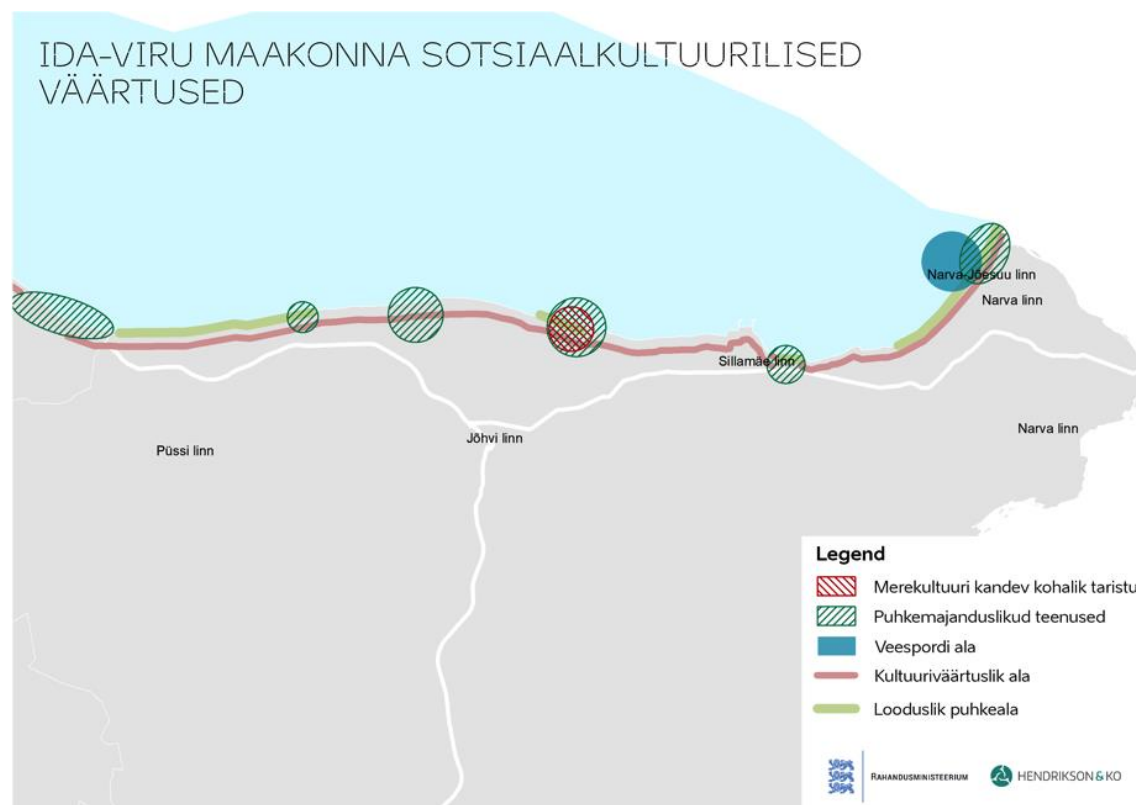 IDA-VIRU MAAKONNA SOTSIAALKULTUURILISED
VÄÄRTUSED
Narva-Jõesuu linn
Narva linn
Sillamäe linn
Narva linn
Jõhvi linn
Püssi linn
Legend
Merekultuuri kandev kohalik taristu
Puhkemajanduslikud teenused
Veespordi ala
Kultuuriväärtuslik ala
Looduslik puhkeala
RAHANDUSMINISTEERIUM
HENDRIKSON & KO